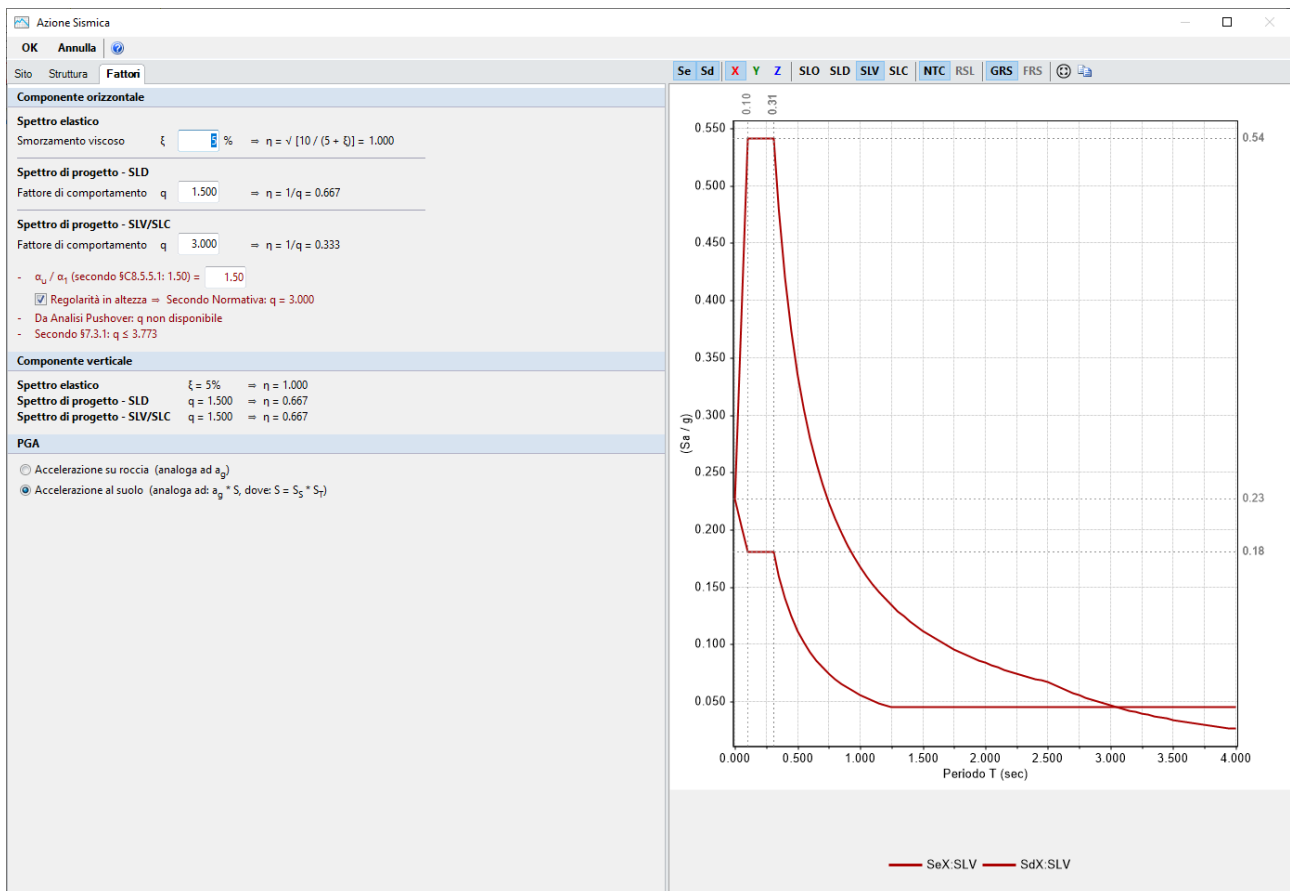 Azione Sismica
OK Annulla
Sito Struttura Fattori
Componente orizzontale
Spettro elastico
Smorzamento viscoso ξ 5 % ⇒ η = √ [10 / (5 + ξ)] = 1.000
Spettro di progetto - SLD
Fattore di comportamento q 1.500 ⇒ η = 1/q = 0.667
Spettro di progetto - SLV/SLC
Fattore di comportamento q 3.000 ⇒ η = 1/q = 0.333
- αu / α1 (secondo §C8.5.5.1: 1.50) = 1.50
Regolarità in altezza ⇒ Secondo Normativa: q = 3.000
- Da Analisi Pushover: q non disponibile
- Secondo §7.3.1: q ≤ 3.773
Componente verticale
Spettro elastico ξ = 5% ⇒ η = 1.000
Spettro di progetto - SLD q = 1.500 ⇒ η = 0.667
Spettro di progetto - SLV/SLC q = 1.500 ⇒ η = 0.667
PGA
Accelerazione su roccia (analoga ad ag)
Accelerazione al suolo (analoga ad: ag * S, dove: S = SS * ST)
Se Sd X Y Z SLO SLD SLV SLC NTC RSL GRS FRS
0.10 0.31
0.550
0.54
0.500
0.450
0.400
0.350
0.300
(Sa / g)
0.250
0.23
0.200
0.18
0.150
0.100
0.050
0.000 0.500 1.000 1.500 2.000 2.500 3.000 3.500 4.000
Periodo T (sec)
SeX:SLV SdX:SLV